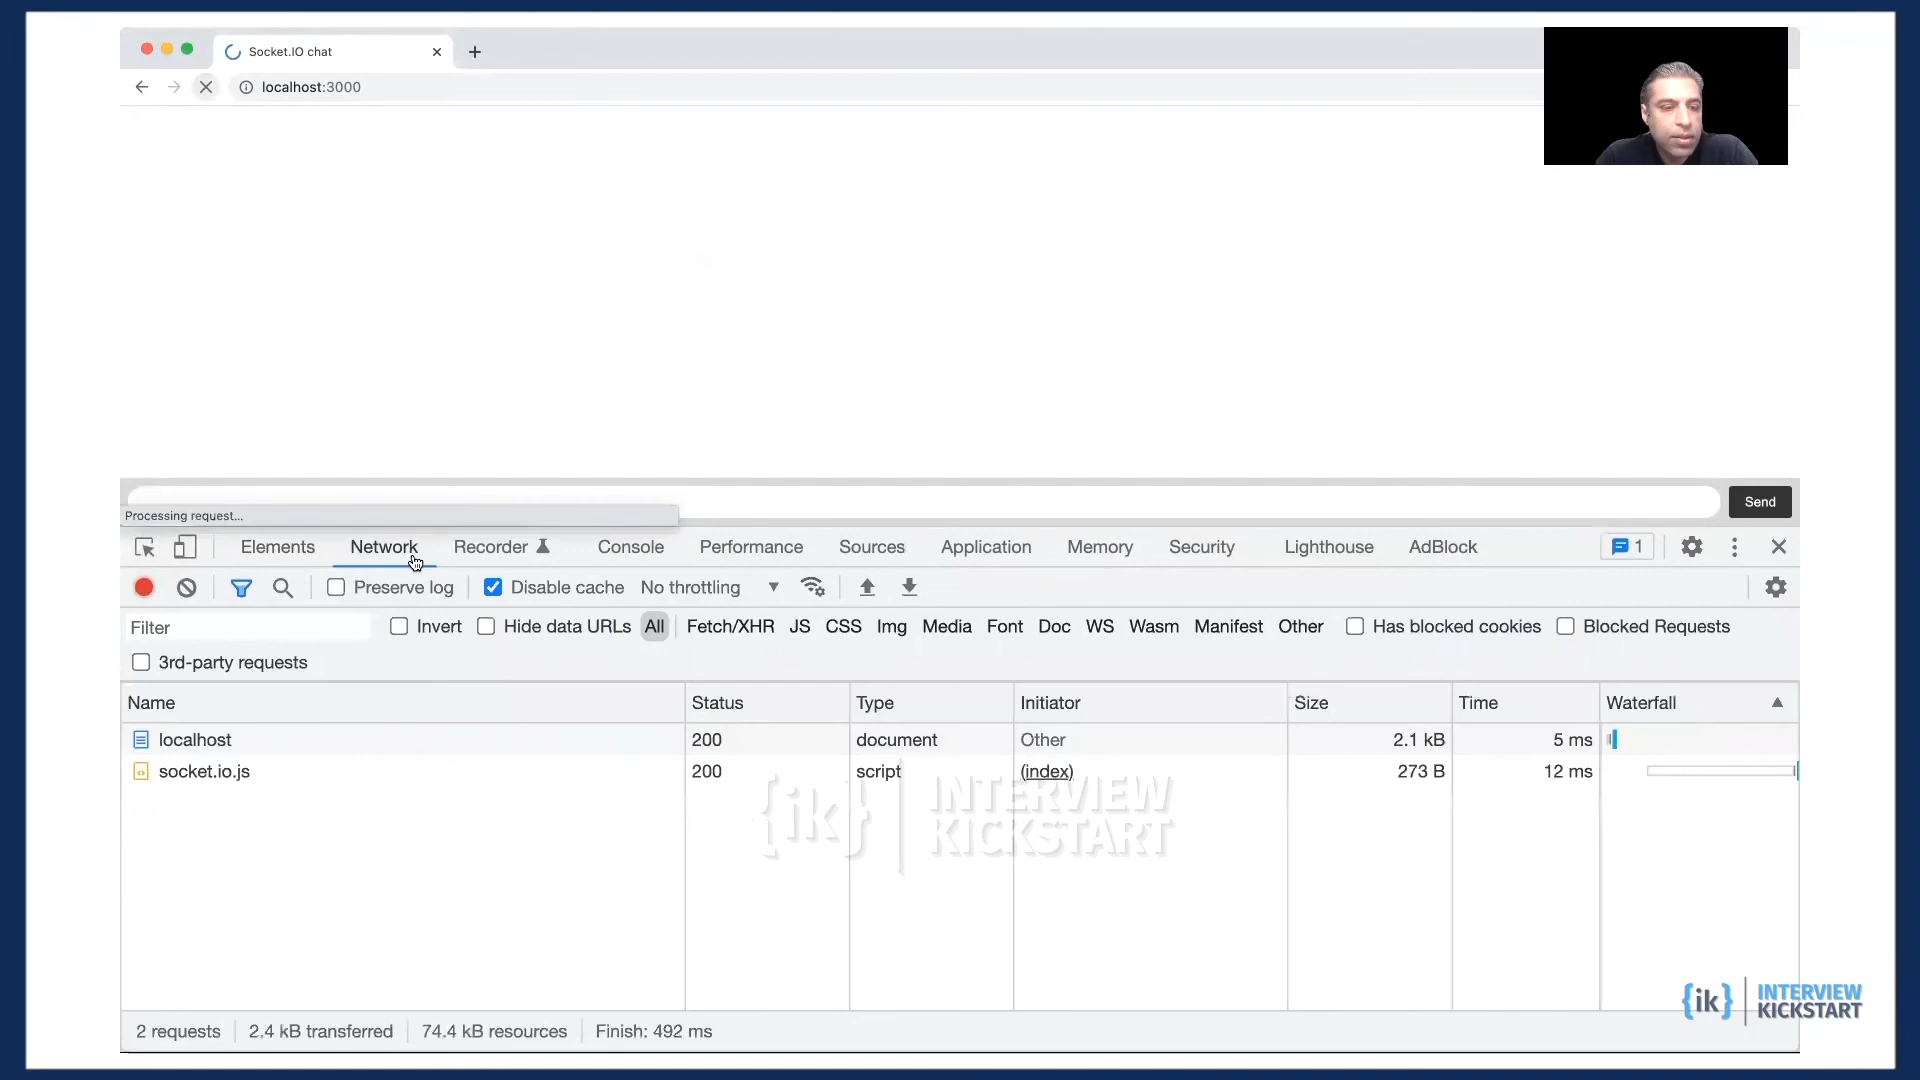 Socket.IO chat
localhost:3000
Send
Processing request...
Elements Network Recorder Console Performance Sources Application Memory Security Lighthouse AdBlock 1
Preserve log Disable cache No throttling
Filter Invert Hide data URLs All Fetch/XHR JS CSS Img Media Font Doc WS Wasm Manifest Other Has blocked cookies Blocked Requests
3rd-party requests
Name Status Type Initiator Size Time Waterfall
localhost 200 document Other 2.1 kB 5 ms
socket.io.js 200 script (index) 273 B 12 ms
{ik} INTERVIEW
KICKSTART
{ik} INTERVIEW
KICKSTART
2 requests 2.4 kB transferred 74.4 kB resources Finish: 492 ms